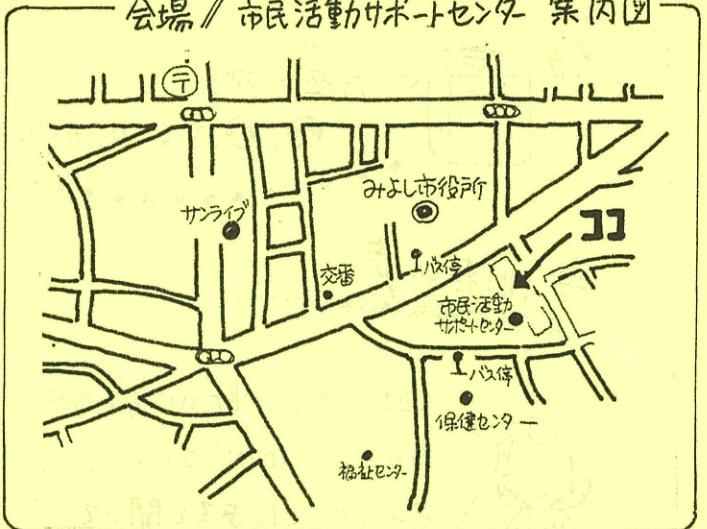 会場 // 市民活動サポートセンター 案内図
〒
みよし市役所
サンライブ
ココ
バス停
交番
市民活動
サポートセンター
バス停
保健センター
福祉センター